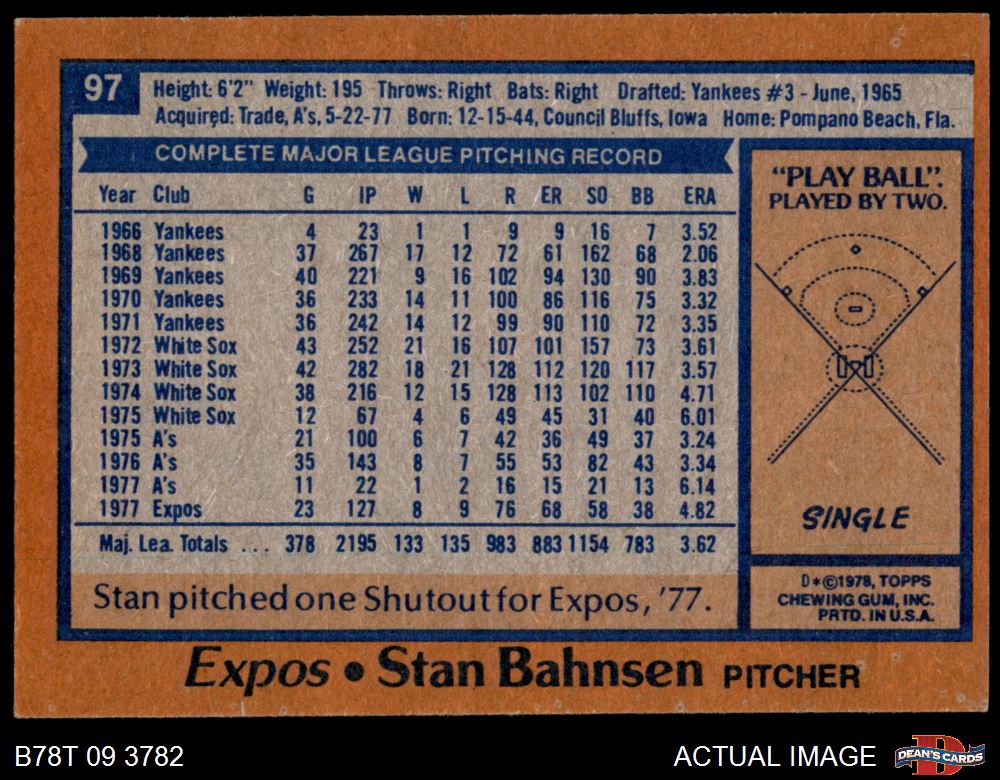 97
Height: 6'2" Weight: 195 Throws: Right Bats: Right Drafted: Yankees #3 - June, 1965
Acquired: Trade, A's, 5-22-77 Born: 12-15-44, Council Bluffs, Iowa Home: Pompano Beach, Fla.
COMPLETE MAJOR LEAGUE PITCHING RECORD
Year Club G IP W L R ER SO BB ERA
1966 Yankees 4 23 1 1 9 9 16 7 3.52
1968 Yankees 37 267 17 12 72 61 162 68 2.06
1969 Yankees 40 221 9 16 102 94 130 90 3.83
1970 Yankees 36 233 14 11 100 86 116 75 3.32
1971 Yankees 36 242 14 12 99 90 110 72 3.35
1972 White Sox 43 252 21 16 107 101 157 73 3.61
1973 White Sox 42 282 18 21 128 112 120 117 3.57
1974 White Sox 38 216 12 15 128 113 102 110 4.71
1975 White Sox 12 67 4 6 49 45 31 40 6.01
1975 A's 21 100 6 7 42 36 49 37 3.24
1976 A's 35 143 8 7 55 53 82 43 3.34
1977 A's 11 22 1 2 16 15 21 13 6.14
1977 Expos 23 127 8 9 76 68 58 38 4.82
Maj. Lea. Totals ... 378 2195 133 135 983 883 1154 783 3.62
Stan pitched one Shutout for Expos, '77.
"PLAY BALL".
PLAYED BY TWO.
SINGLE
D*©1978, TOPPS
CHEWING GUM, INC.
PRTD. IN U.S.A.
Expos • Stan Bahnsen PITCHER
B78T 09 3782
ACTUAL IMAGE
D
DEAN'S CARDS